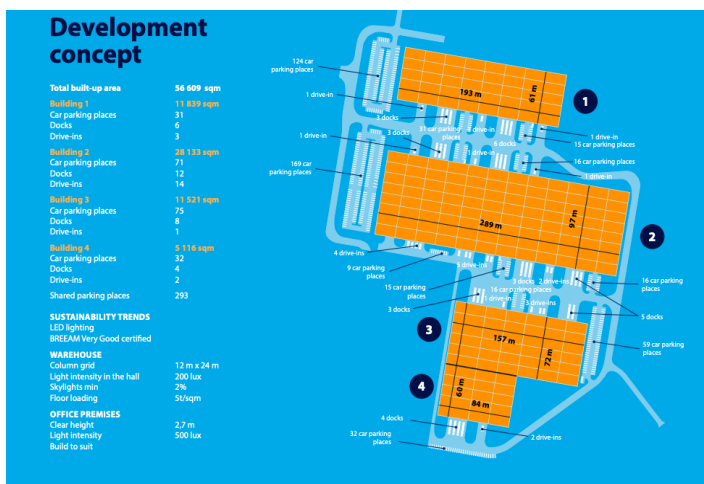 Development
concept
Total built-up area 56 609 sqm
Building 1 11 839 sqm
Car parking places 31
Docks 6
Drive-ins 3
Building 2 28 133 sqm
Car parking places 71
Docks 12
Drive-ins 14
Building 3 11 521 sqm
Car parking places 75
Docks 8
Drive-ins 1
Building 4 5 116 sqm
Car parking places 32
Docks 4
Drive-ins 2
Shared parking places 293
SUSTAINABILITY TRENDS
LED lighting
BREEAM Very Good certified
WAREHOUSE
Column grid 12 m x 24 m
Light intensity in the hall 200 lux
Skylights min 2%
Floor loading 5t/sqm
OFFICE PREMISES
Clear height 2,7 m
Light intensity 500 lux
Build to suit
124 car
parking places
193 m
61 m
1
1 drive-in
3 docks
31 car parking
places
drive-in
6 docks
1 drive-in
15 car parking places
1 drive-in
3 docks
drive-in
16 car parking places
1 drive-in
169 car
parking places
289 m
97 m
2
4 drive-ins
9 car parking
places
5 drive-ins
15 car parking
places
3 docks
2 drive-ins
16 car parking
places
5 docks
3 docks
16 car parking places
1 drive-in
3 drive-ins
3
157 m
72 m
59 car parking
places
4
60 m
84 m
4 docks
2 drive-ins
32 car parking
places